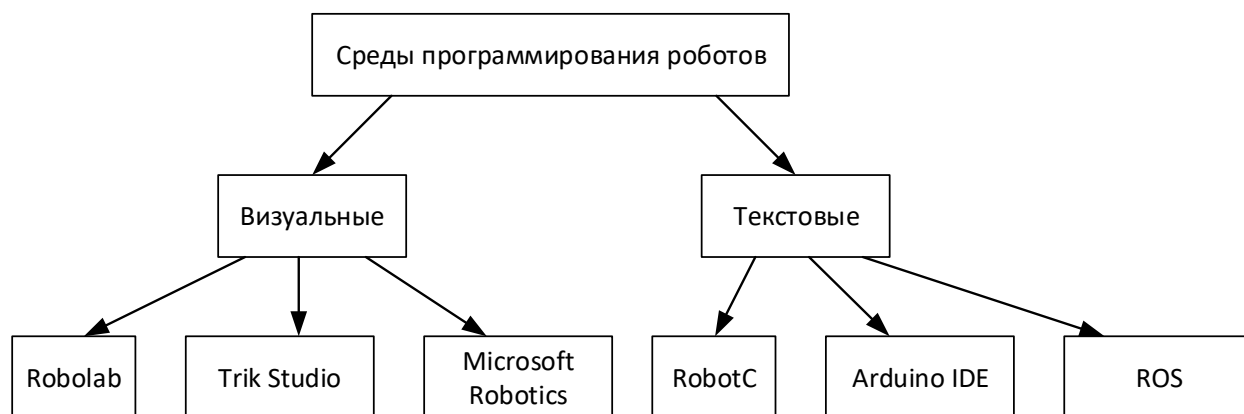 Среды программирования роботов
Визуальные
Текстовые
Robolab
Trik Studio
Microsoft
Robotics
RobotC
Arduino IDE
ROS